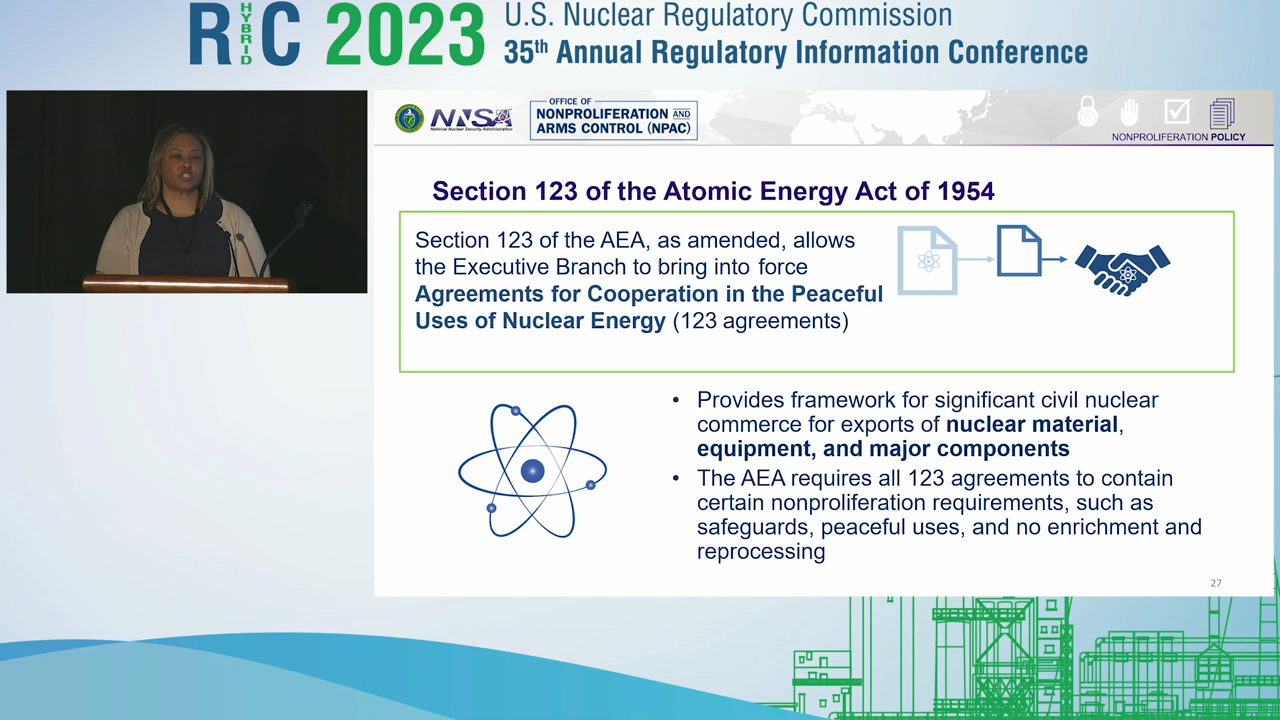 RIC 2023
HYBRID
U.S. Nuclear Regulatory Commission
35th Annual Regulatory Information Conference
NNSA
National Nuclear Security Administration
OFFICE OF
NONPROLIFERATION AND
ARMS CONTROL (NPAC)
NONPROLIFERATION POLICY
Section 123 of the Atomic Energy Act of 1954
Section 123 of the AEA, as amended, allows
the Executive Branch to bring into force
Agreements for Cooperation in the Peaceful
Uses of Nuclear Energy (123 agreements)
• Provides framework for significant civil nuclear
commerce for exports of nuclear material,
equipment, and major components
• The AEA requires all 123 agreements to contain
certain nonproliferation requirements, such as
safeguards, peaceful uses, and no enrichment and
reprocessing
27